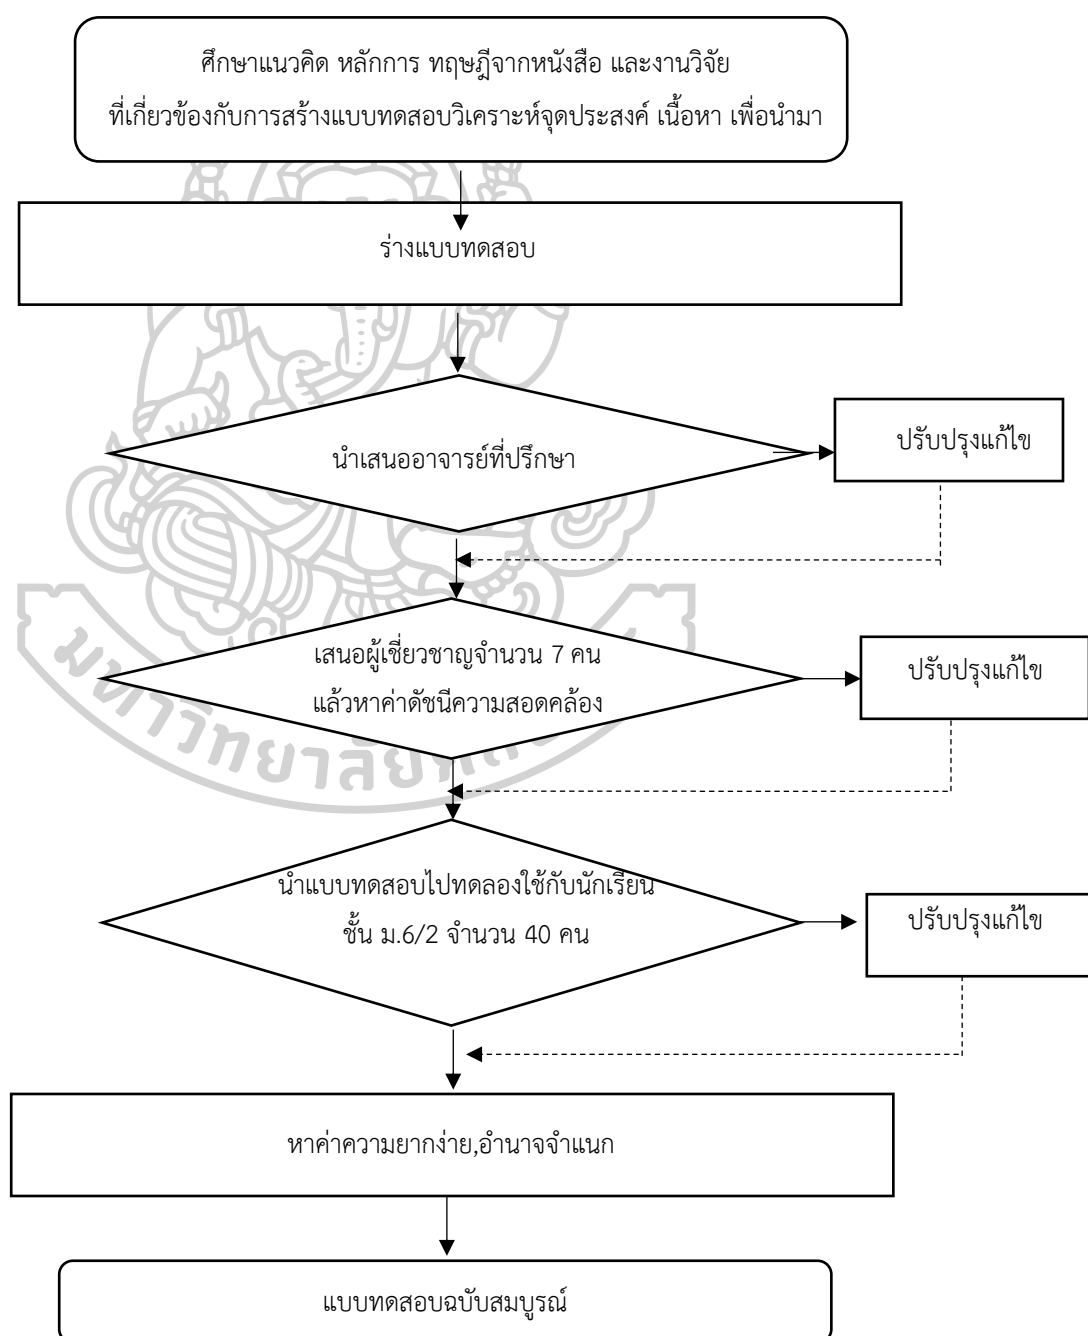 ศึกษาแนวคิด หลักการ ทฤษฎีจากหนังสือ และงานวิจัย
ที่เกี่ยวข้องกับการสร้างแบบทดสอบวิเคราะห์จุดประสงค์ เนื้อหา เพื่อนำมา
ร่างแบบทดสอบ
นำเสนออาจารย์ที่ปรึกษา
ปรับปรุงแก้ไข
เสนอผู้เชี่ยวชาญจำนวน 7 คน
แล้วหาค่าดัชนีความสอดคล้อง
ปรับปรุงแก้ไข
นำแบบทดสอบไปทดลองใช้กับนักเรียน
ชั้น ม.6/2 จำนวน 40 คน
ปรับปรุงแก้ไข
หาค่าความยากง่าย,อำนาจจำแนก
แบบทดสอบฉบับสมบูรณ์